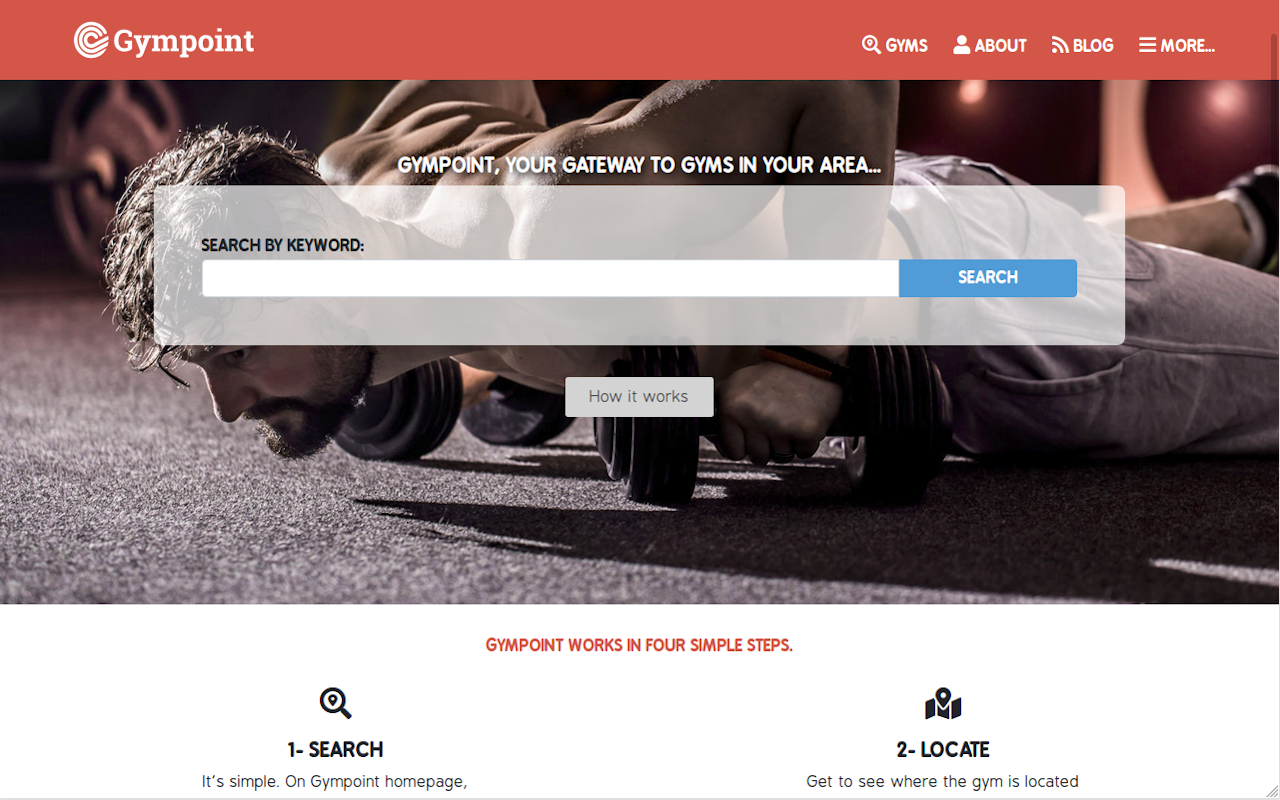 Gympoint
GYMS
ABOUT
BLOG
MORE...
GYMPOINT, YOUR GATEWAY TO GYMS IN YOUR AREA...
SEARCH BY KEYWORD:
SEARCH
How it works
GYMPOINT WORKS IN FOUR SIMPLE STEPS.
1- SEARCH
It's simple. On Gympoint homepage,
2- LOCATE
Get to see where the gym is located